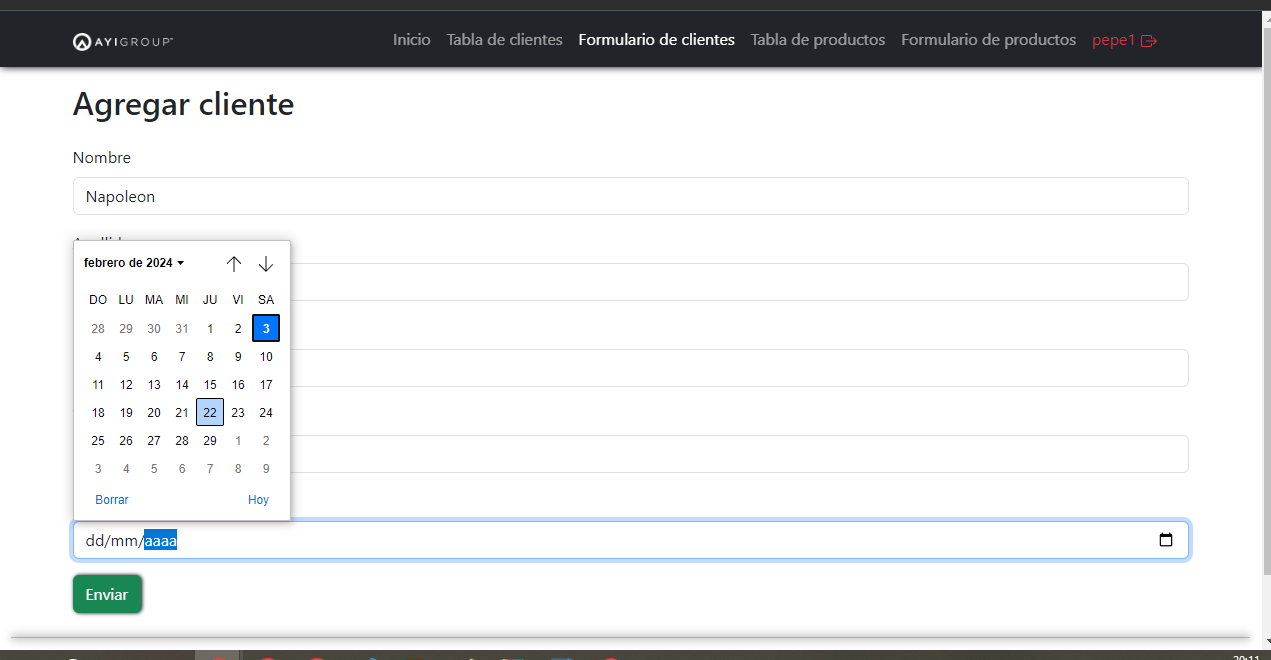 AYIGROUP Inicio Tabla de clientes Formulario de clientes Tabla de productos Formulario de productos pepe1
Agregar cliente
Nombre
Napoleon
febrero de 2024
DO LU MA MI JU VI SA
28 29 30 31 1 2 3
4 5 6 7 8 9 10
11 12 13 14 15 16 17
18 19 20 21 22 23 24
25 26 27 28 29 1 2
3 4 5 6 7 8 9
Borrar Hoy
dd/mm/aaaa
Enviar